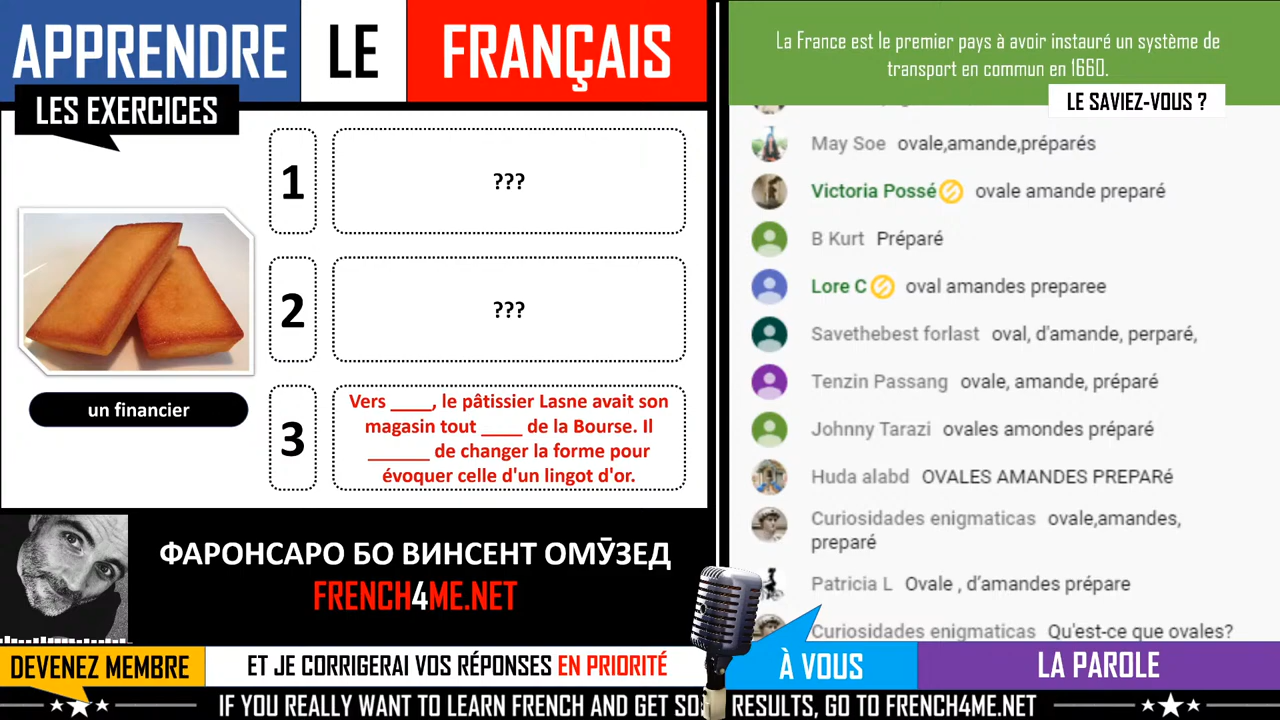 APPRENDRE LE FRANÇAIS
LES EXERCICES
1
???
2
???
3
Vers ____, le pâtissier Lasne avait son
magasin tout ____ de la Bourse. Il
______ de changer la forme pour
évoquer celle d'un lingot d'or.
un financier
ФАРОНСАРО БО ВИНСЕНТ ОМӮЗЕД
FRENCH4ME.NET
DEVENEZ MEMBRE
ET JE CORRIGERAI VOS RÉPONSES EN PRIORITÉ
La France est le premier pays à avoir instauré un système de
transport en commun en 1660.
LE SAVIEZ-VOUS ?
May Soe ovale,amande,préparés
Victoria Possé ovale amande preparé
B Kurt Préparé
Lore C oval amandes preparee
Savethebest forlast oval, d'amande, perparé,
Tenzin Passang ovale, amande, préparé
Johnny Tarazi ovales amondes préparé
Huda alabd OVALES AMANDES PREPARé
Curiosidades enigmaticas ovale,amandes,
preparé
Patricia L Ovale , d'amandes prépare
Curiosidades enigmaticas Qu'est-ce que ovales?
À VOUS
LA PAROLE
IF YOU REALLY WANT TO LEARN FRENCH AND GET SO RESULTS, GO TO FRENCH4ME.NET